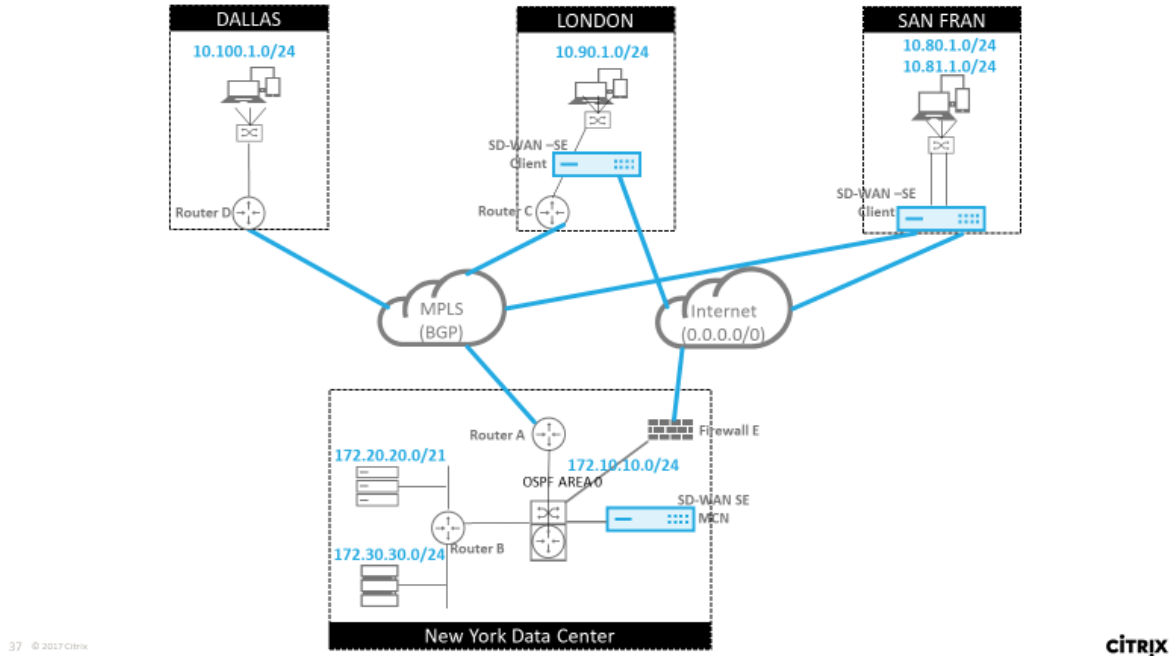 DALLAS
10.100.1.0/24
Router D
LONDON
10.90.1.0/24
SD-WAN –SE
Client
Router C
SAN FRAN
10.80.1.0/24
10.81.1.0/24
SD-WAN –SE
Client
MPLS
(BGP)
Internet
(0.0.0.0/0)
Router A
Firewall E
172.20.20.0/21
172.10.10.0/24
OSPF AREA 0
SD-WAN SE
MCN
Router B
172.30.30.0/24
New York Data Center
37 © 2017 Citrix
CITRIX